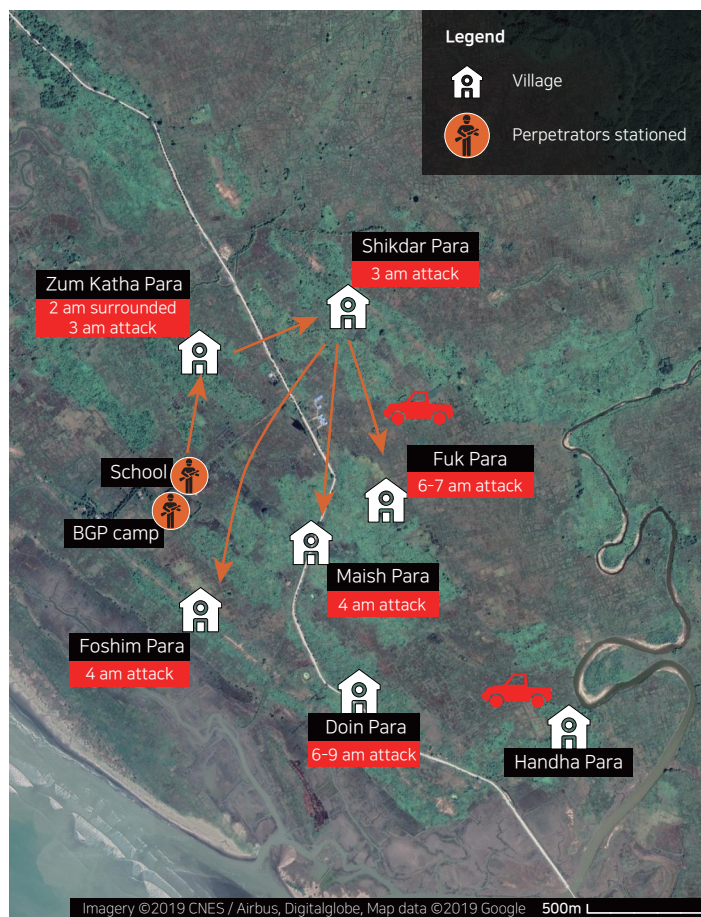 Legend
Village
Perpetrators stationed
Shikdar Para
3 am attack
Zum Katha Para
2 am surrounded
3 am attack
Fuk Para
6-7 am attack
School
BGP camp
Maish Para
4 am attack
Foshim Para
4 am attack
Doin Para
6-9 am attack
Handha Para
Imagery ©2019 CNES / Airbus, Digitalglobe, Map data ©2019 Google 500m